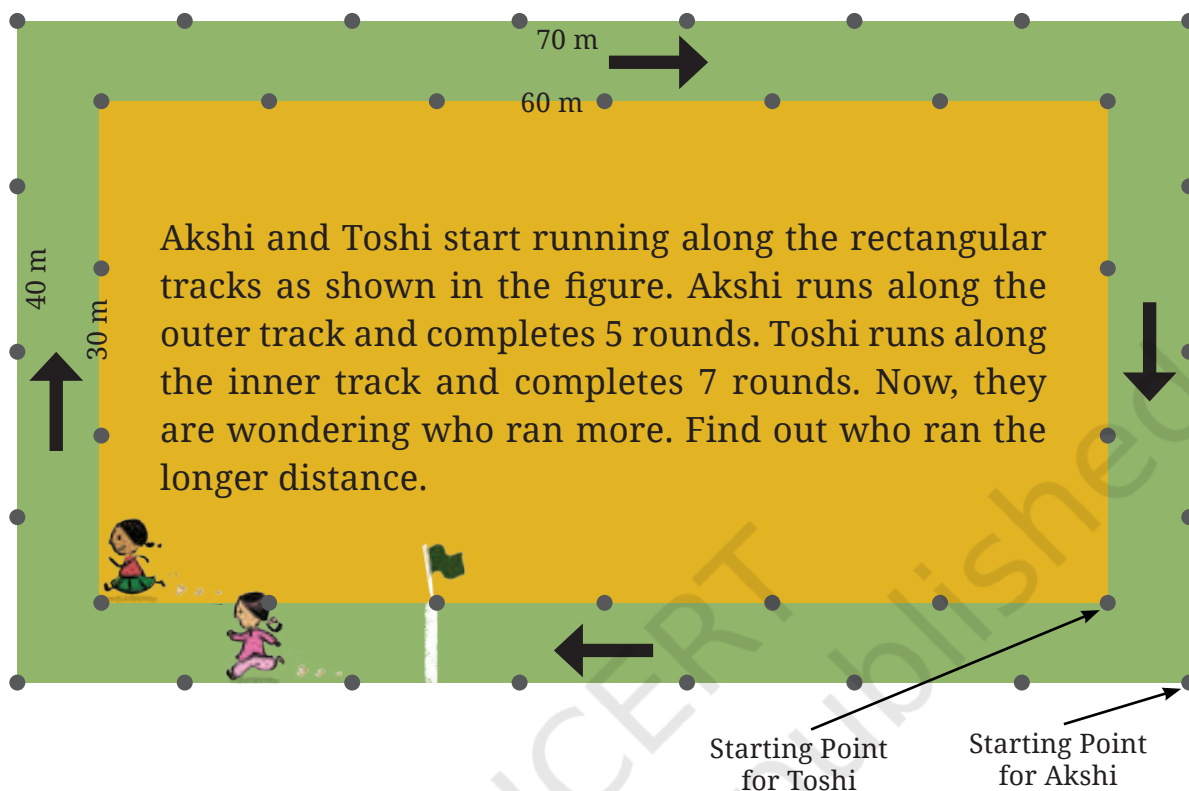 70 m
60 m
40 m
30 m
Akshi and Toshi start running along the rectangular
tracks as shown in the figure. Akshi runs along the
outer track and completes 5 rounds. Toshi runs along
the inner track and completes 7 rounds. Now, they
are wondering who ran more. Find out who ran the
longer distance.
Starting Point
for Toshi
Starting Point
for Akshi
NCERT
published